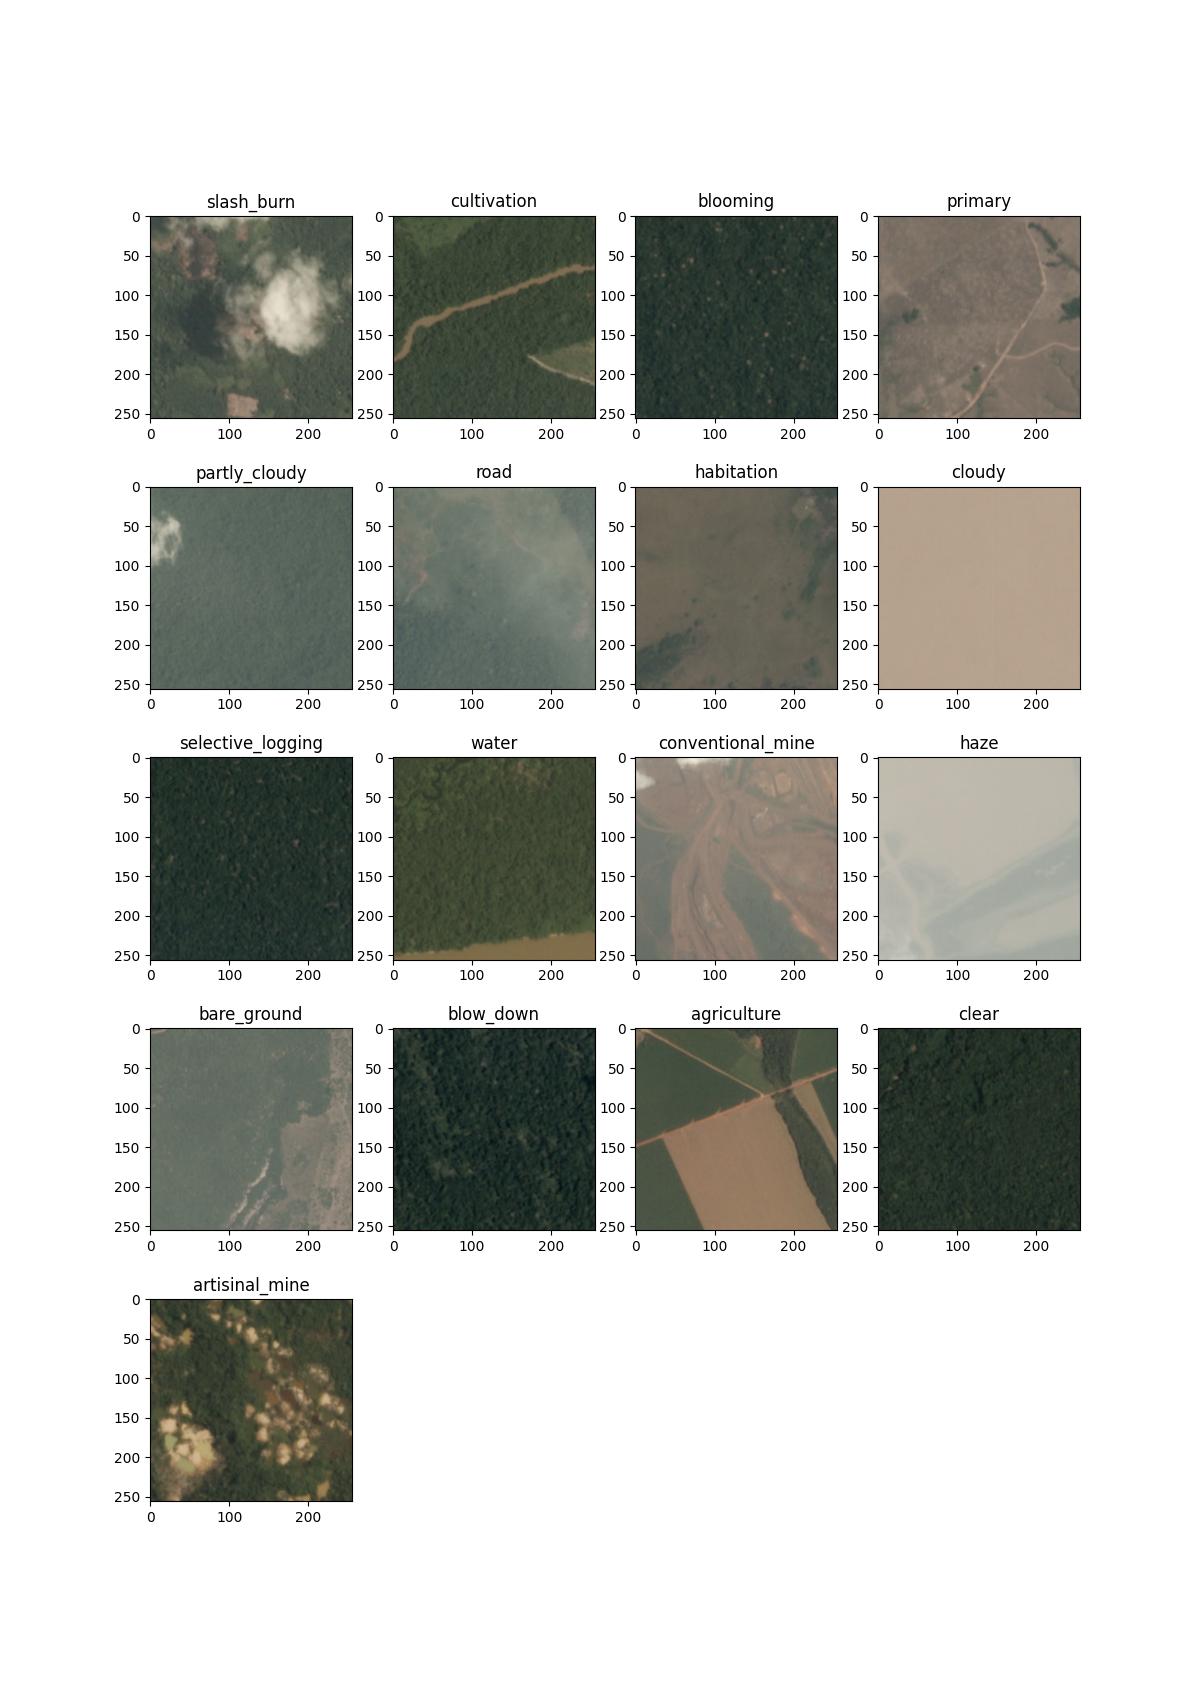 slash_burn cultivation blooming primary
0 0 0 0
50 50 50 50
100 100 100 100
150 150 150 150
200 200 200 200
250 250 250 250
0 100 200 0 100 200 0 100 200 0 100 200
partly_cloudy road habitation cloudy
0 0 0 0
50 50 50 50
100 100 100 100
150 150 150 150
200 200 200 200
250 250 250 250
0 100 200 0 100 200 0 100 200 0 100 200
selective_logging water conventional_mine haze
0 0 0 0
50 50 50 50
100 100 100 100
150 150 150 150
200 200 200 200
250 250 250 250
0 100 200 0 100 200 0 100 200 0 100 200
bare_ground blow_down agriculture clear
0 0 0 0
50 50 50 50
100 100 100 100
150 150 150 150
200 200 200 200
250 250 250 250
0 100 200 0 100 200 0 100 200 0 100 200
artisinal_mine
0
50
100
150
200
250
0 100 200